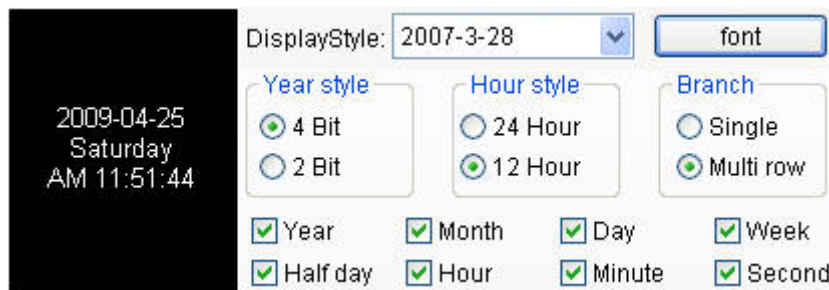 2009-04-25
Saturday
AM 11:51:44
DisplayStyle: 2007-3-28 font
Year style Hour style Branch
4 Bit 24 Hour Single
2 Bit 12 Hour Multi row
Year Month Day Week
Half day Hour Minute Second